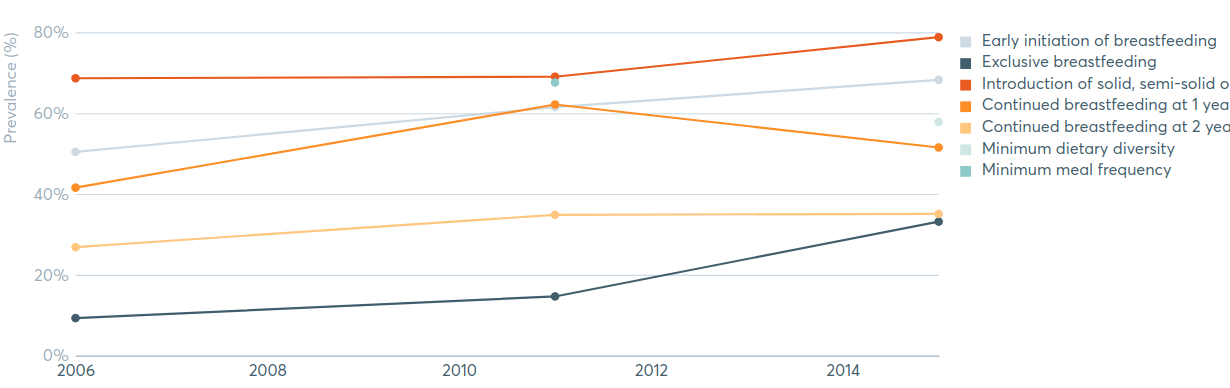 Prevalence (%)
80%
60%
40%
20%
0%
2006 2008 2010 2012 2014
Early initiation of breastfeeding
Exclusive breastfeeding
Introduction of solid, semi-solid o
Continued breastfeeding at 1 yea
Continued breastfeeding at 2 yea
Minimum dietary diversity
Minimum meal frequency